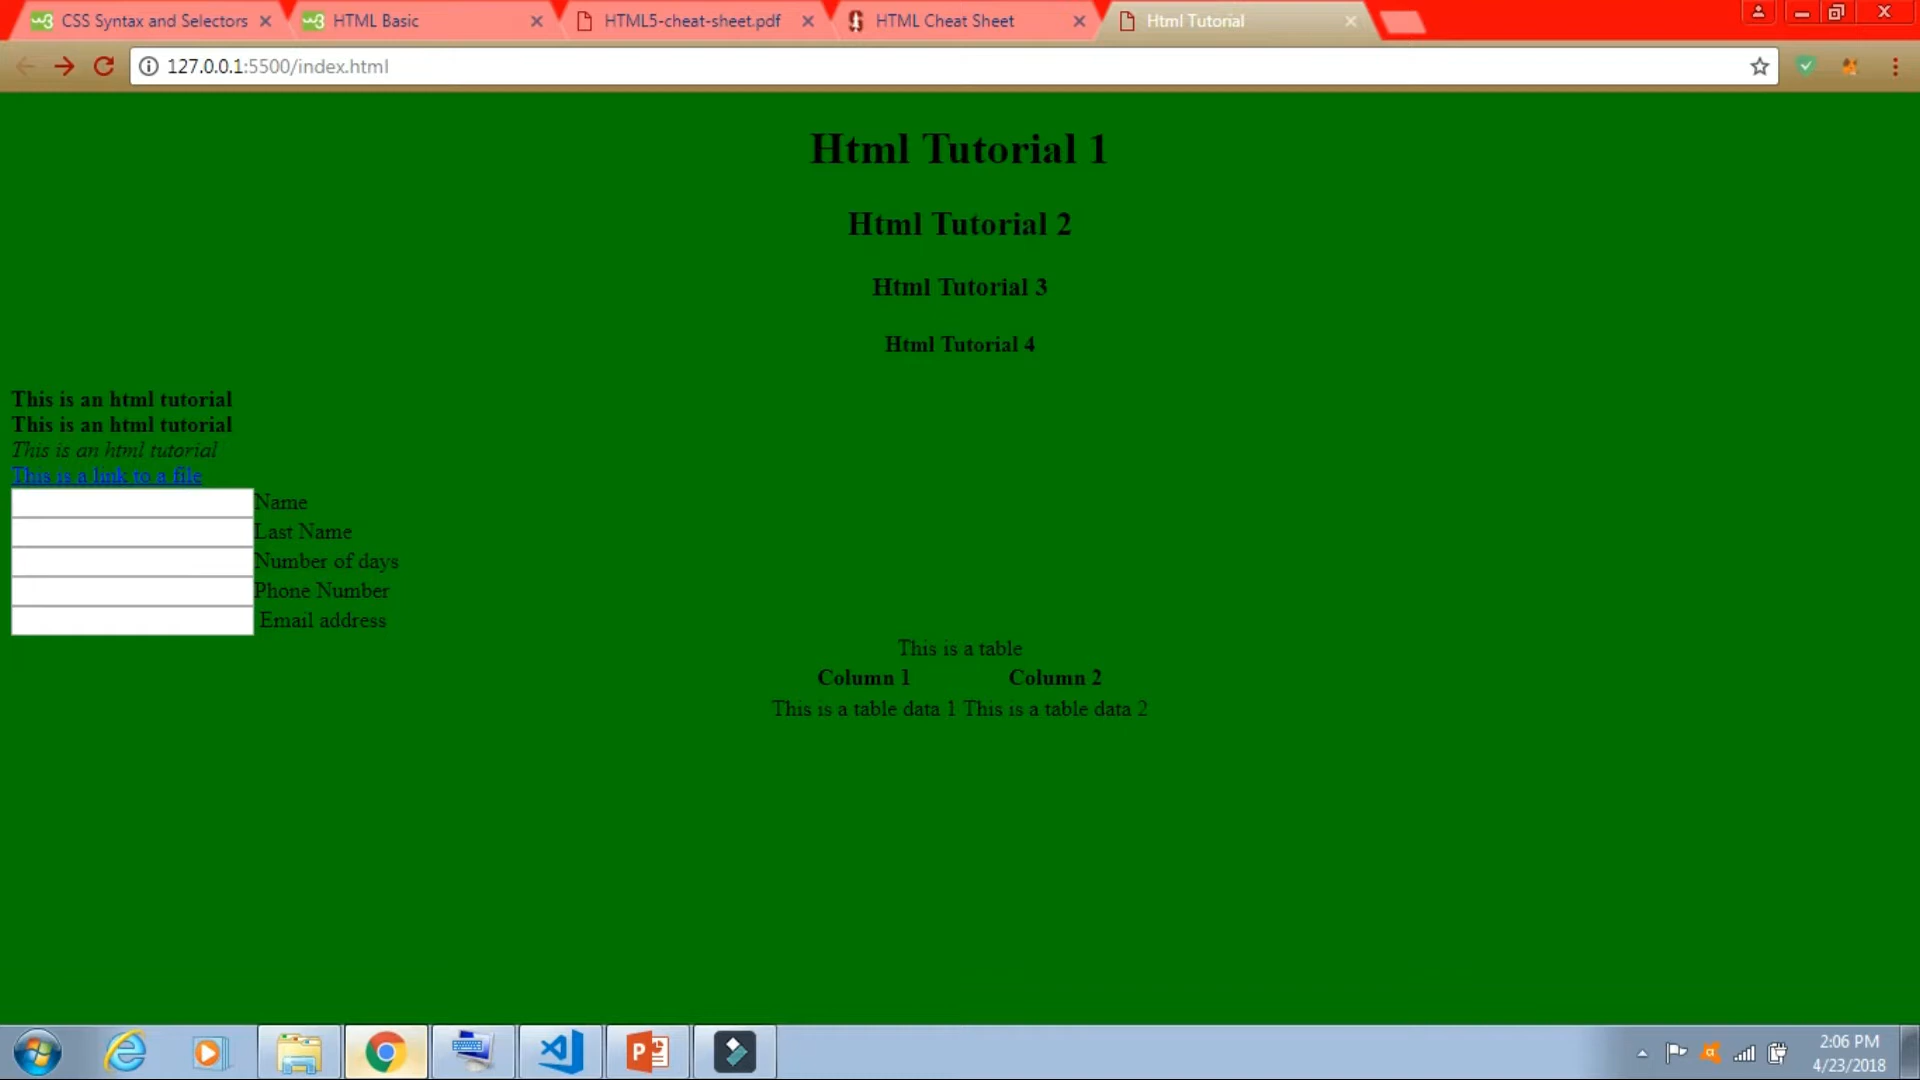 CSS Syntax and Selectors
HTML Basic
HTML5-cheat-sheet.pdf
HTML Cheat Sheet
Html Tutorial
127.0.0.1:5500/index.html
Html Tutorial 1
Html Tutorial 2
Html Tutorial 3
Html Tutorial 4
This is an html tutorial
This is an html tutorial
This is an html tutorial
This is a link to a file
Name
Last Name
Number of days
Phone Number
Email address
This is a table
Column 1 Column 2
This is a table data 1 This is a table data 2
2:06 PM
4/23/2018